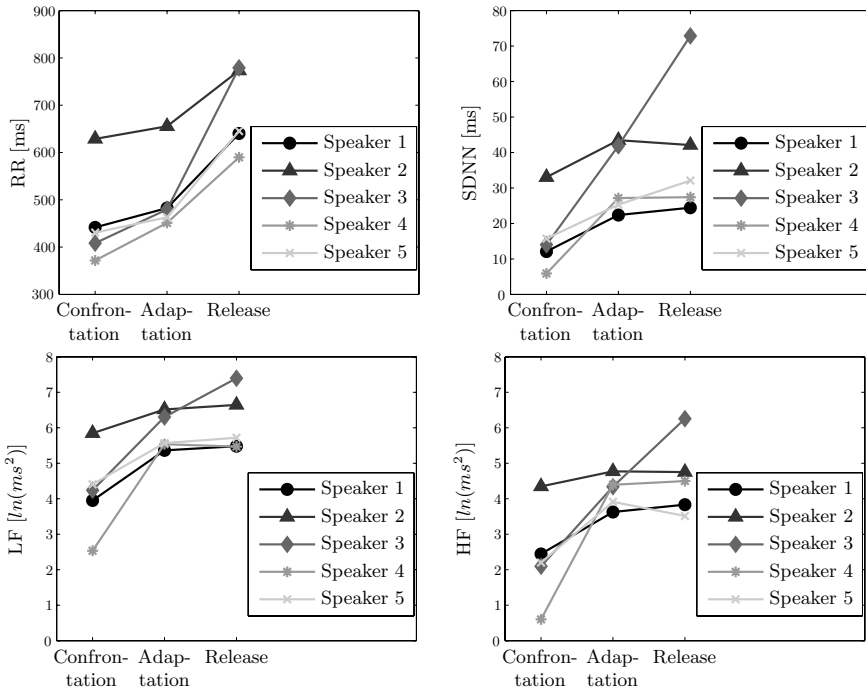 900
800
700
600
500
400
300
RR [ms]
Speaker 1
Speaker 2
Speaker 3
Speaker 4
Speaker 5
Confron-
tation
Adap-
tation
Release
80
70
60
50
40
30
20
10
0
SDNN [ms]
Speaker 1
Speaker 2
Speaker 3
Speaker 4
Speaker 5
Confron-
tation
Adap-
tation
Release
8
7
6
5
4
3
2
1
0
LF [ln(ms²)]
Speaker 1
Speaker 2
Speaker 3
Speaker 4
Speaker 5
Confron-
tation
Adap-
tation
Release
8
7
6
5
4
3
2
1
0
HF [ln(ms²)]
Speaker 1
Speaker 2
Speaker 3
Speaker 4
Speaker 5
Confron-
tation
Adap-
tation
Release